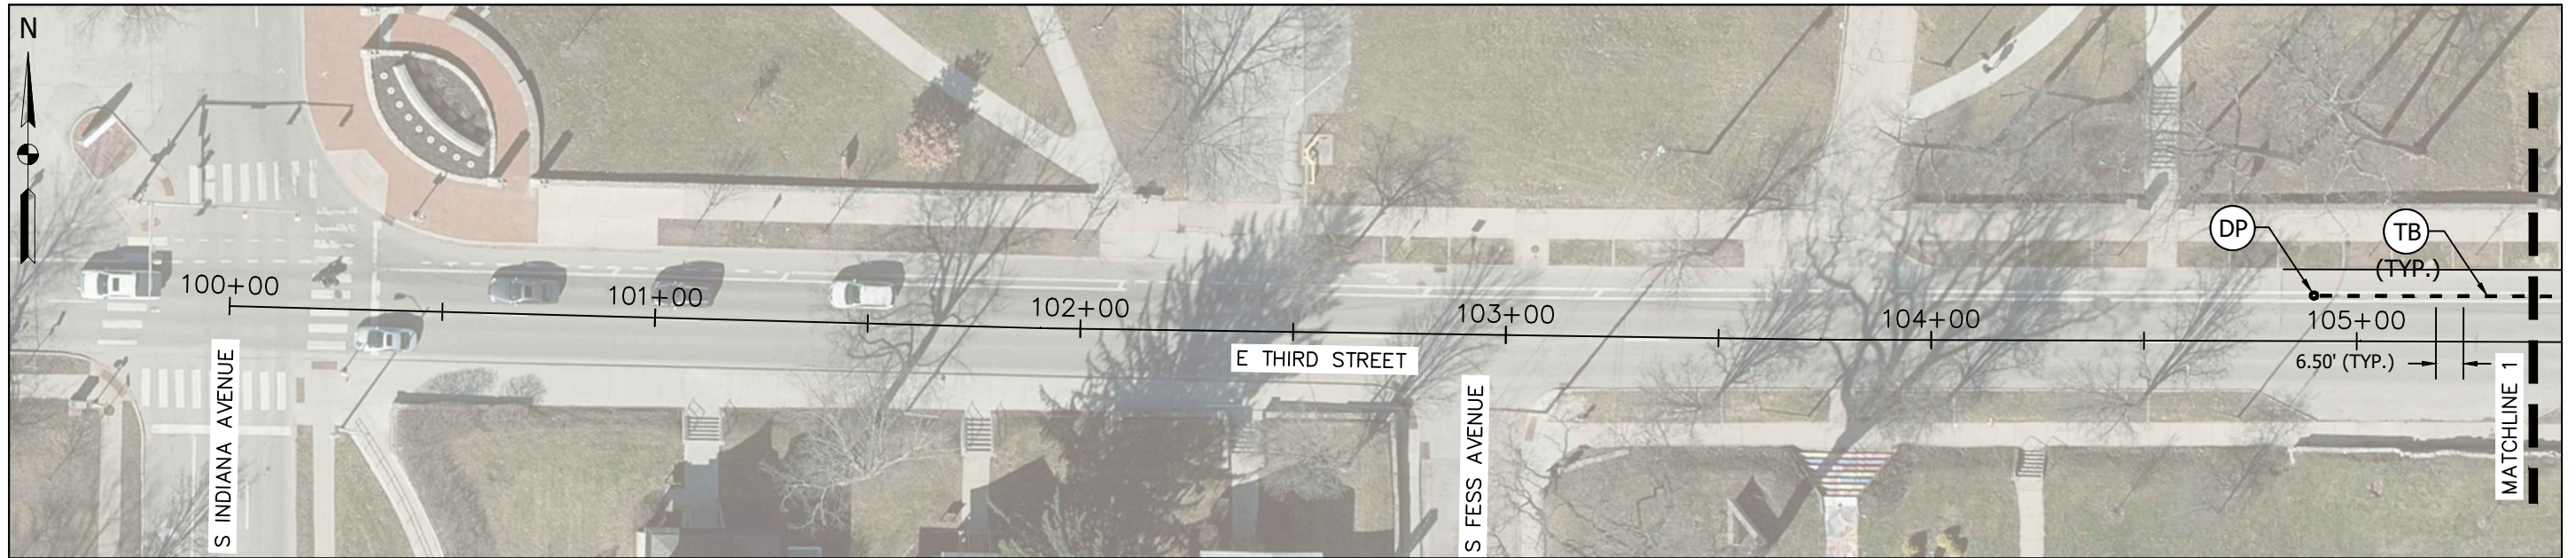 N
DP
TB
(TYP.)
100+00
101+00
102+00
103+00
104+00
105+00
E THIRD STREET
6.50' (TYP.)
S INDIANA AVENUE
S FESS AVENUE
MATCHLINE 1